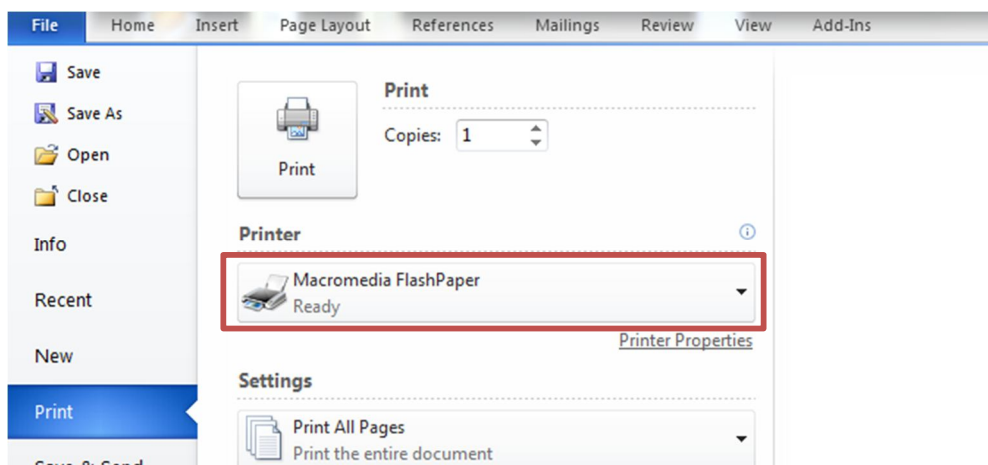 File Home Insert Page Layout References Mailings Review View Add-Ins
Save
Save As
Open
Close
Info
Recent
New
Print
Save & Send
Print
Print
Copies: 1
Printer
Macromedia FlashPaper
Ready
Printer Properties
Settings
Print All Pages
Print the entire document